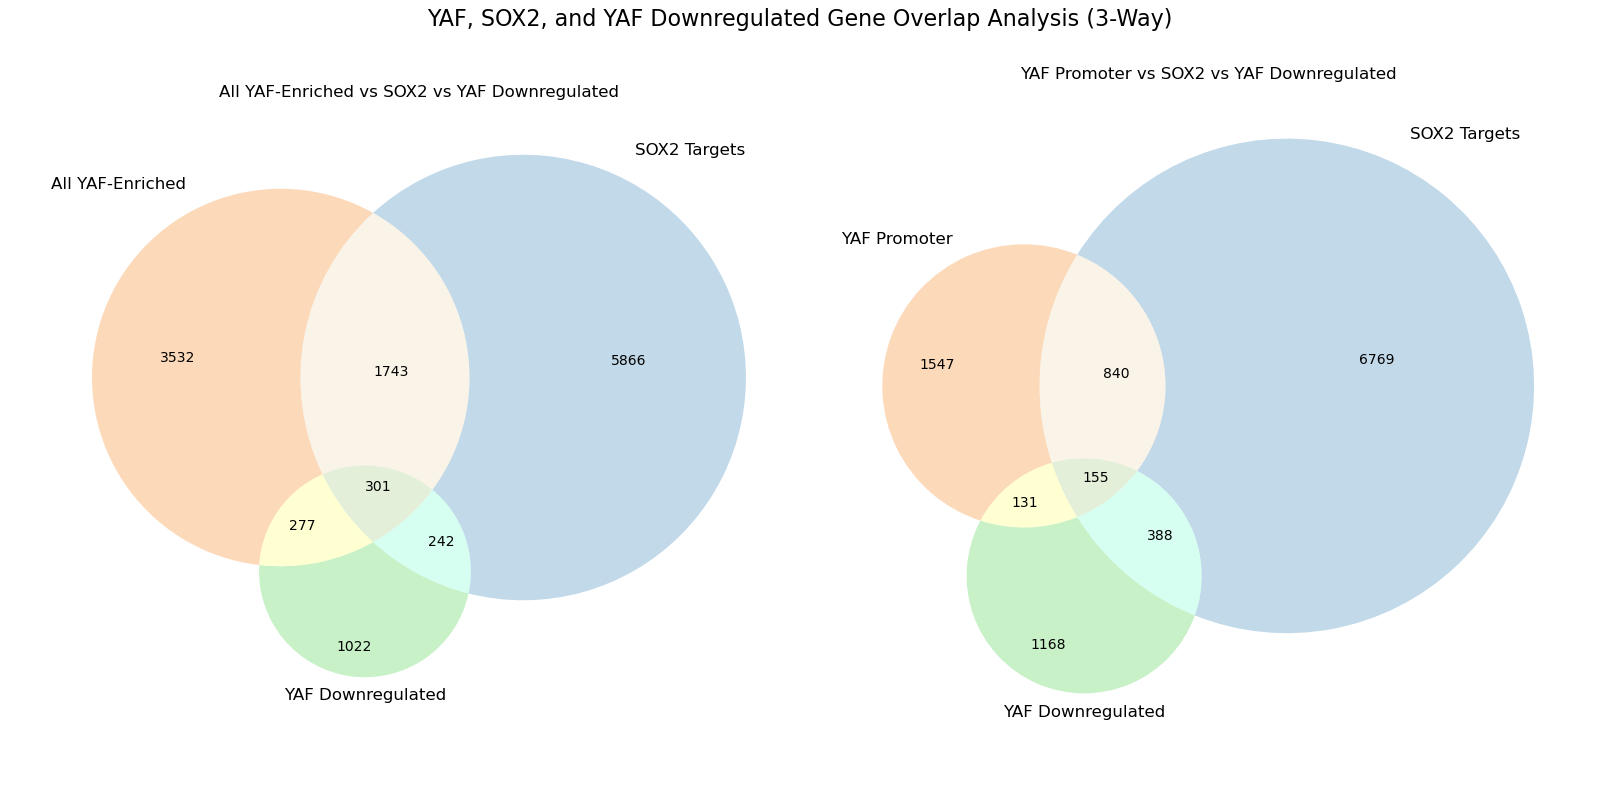 YAF, SOX2, and YAF Downregulated Gene Overlap Analysis (3-Way)
All YAF-Enriched vs SOX2 vs YAF Downregulated
SOX2 Targets
All YAF-Enriched
3532
1743
5866
301
277
242
1022
YAF Downregulated
YAF Promoter vs SOX2 vs YAF Downregulated
SOX2 Targets
YAF Promoter
1547
840
6769
155
131
388
1168
YAF Downregulated